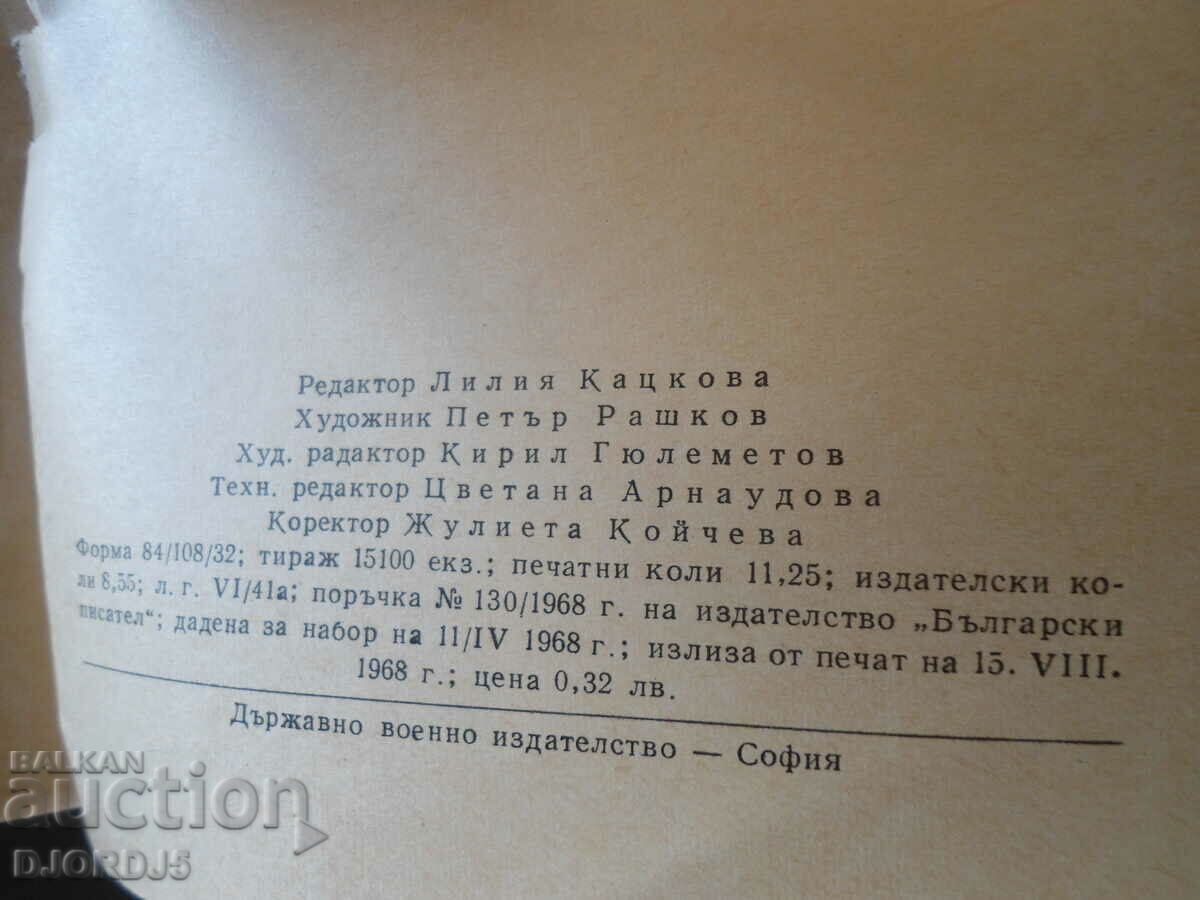 Редактор Лилия Кацкова
Художник Петър Рашков
Худ. радактор Кирил Гюлеметов
Техн. редактор Цветана Арнаудова
Коректор Жулиета Койчева
Форма 84/108/32; тираж 15100 екз.; печатни коли 11,25; издателски ко-
ли 8,55; л. г. VI/41а; поръчка № 130/1968 г. на издателство „Български
писател“; дадена за набор на 11/IV 1968 г.; излиза от печат на 15. VIII.
1968 г.; цена 0,32 лв.
Държавно военно издателство — София
BALKAN
auction
DJORDJ5